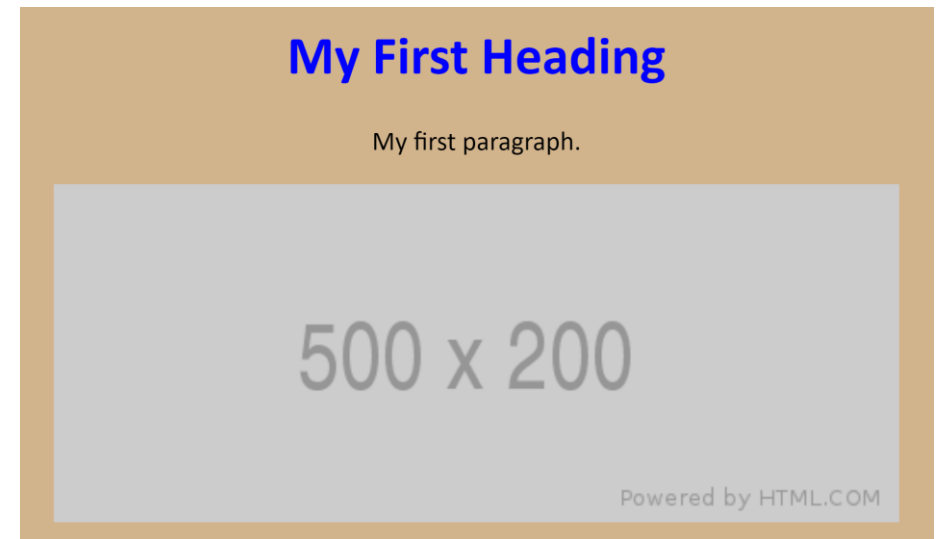 My First Heading
My first paragraph.
500 x 200
Powered by HTML.COM